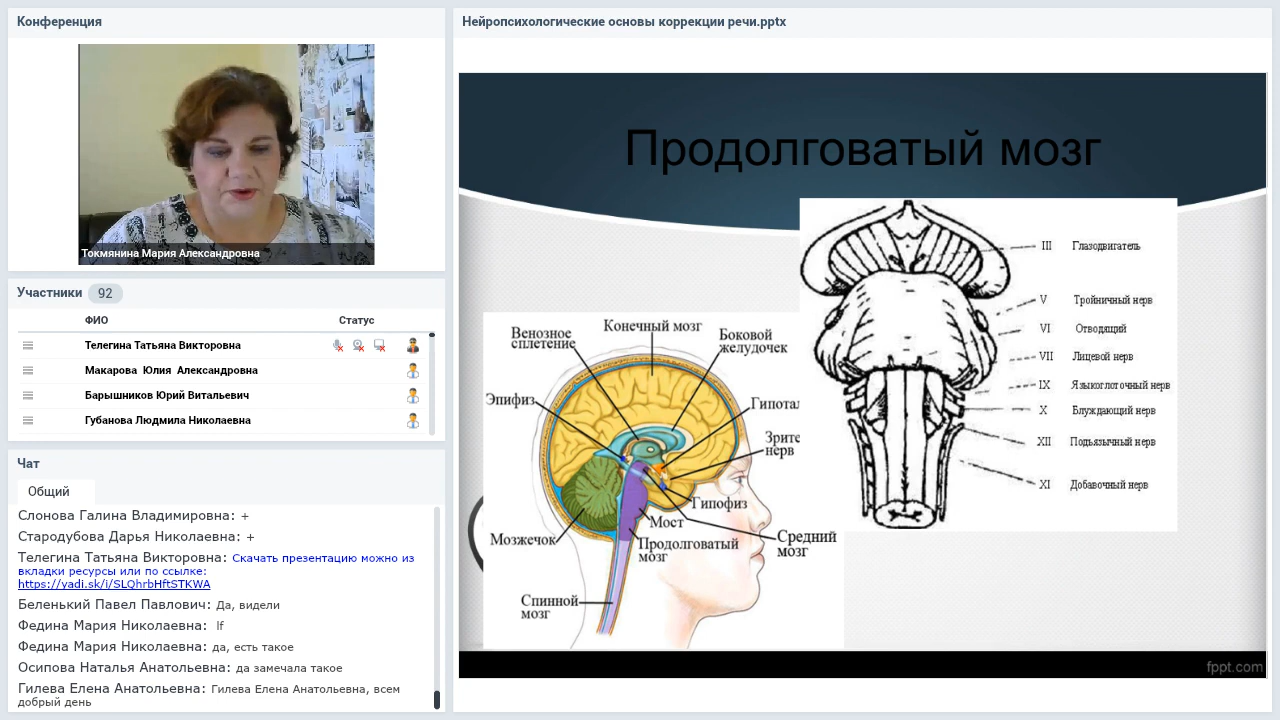 Конференция
Токмянина Мария Александровна
Участники 92
ФИО Статус
Телегина Татьяна Викторовна
Макарова Юлия Александровна
Барышников Юрий Витальевич
Губанова Людмила Николаевна
Чат
Общий
Слонова Галина Владимировна: +
Стародубова Дарья Николаевна: +
Телегина Татьяна Викторовна: Скачать презентацию можно из
вкладки ресурсы или по ссылке:
https://yadi.sk/i/SLQhrbHftSTKWA
Беленький Павел Павлович: Да, видели
Федина Мария Николаевна: lf
Федина Мария Николаевна: да, есть такое
Осипова Наталья Анатольевна: да замечала такое
Гилева Елена Анатольевна: Гилева Елена Анатольевна, всем
добрый день
Нейропсихологические основы коррекции речи.pptx
Продолговатый мозг
Венозное
сплетение
Конечный мозг
Боковой
желудочек
Эпифиз
Гипотал
Зрите
нерв
Гипофиз
Мост
Мозжечок
Продолговатый
мозг
Средний
мозг
Спинной
мозг
III Глазодвигатель
V Тройничный нерв
VI Отводящий
VII Лицевой нерв
IX Языкоглоточный нерв
X Блуждающий нерв
XII Подъязычный нерв
XI Добавочный нерв
fppt.com